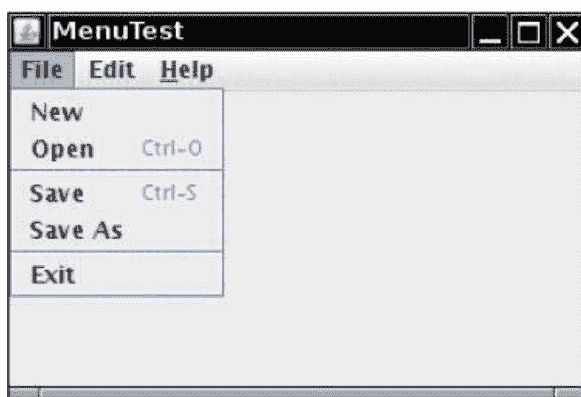 MenuTest
File Edit Help
New
Open Ctrl-O
Save Ctrl-S
Save As
Exit